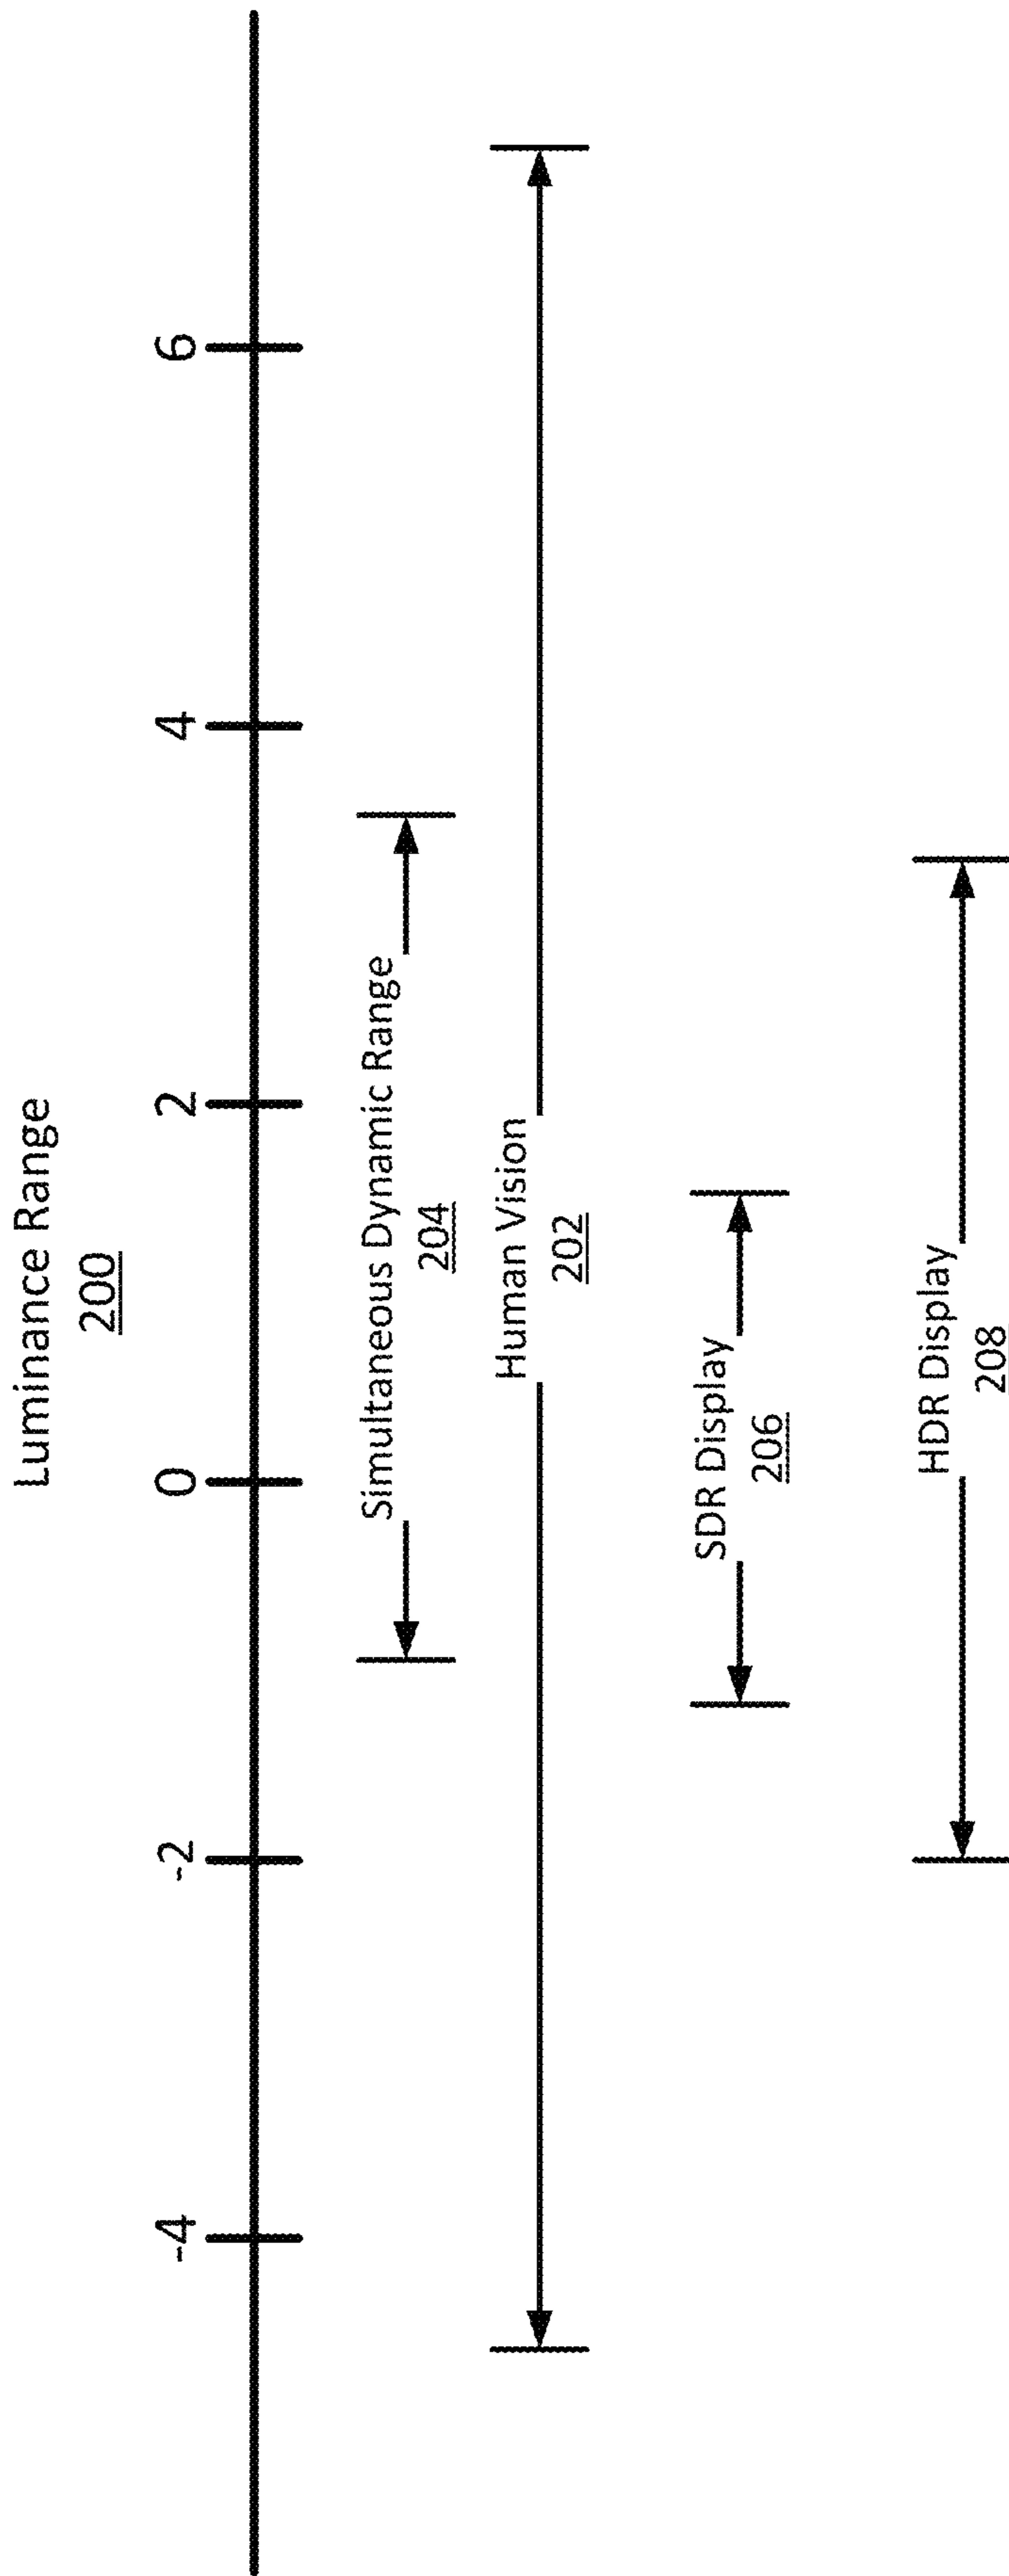 Luminance Range
200
-4 -2 0 2 4 6
Simultaneous Dynamic Range
204
Human Vision
202
SDR Display
206
HDR Display
208